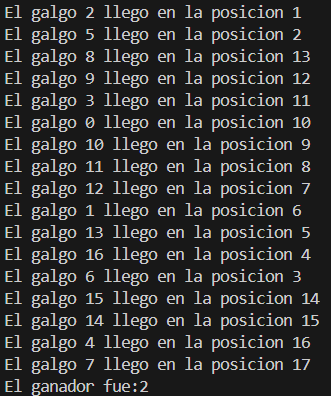 El galgo 2 llego en la posicion 1
El galgo 5 llego en la posicion 2
El galgo 8 llego en la posicion 13
El galgo 9 llego en la posicion 12
El galgo 3 llego en la posicion 11
El galgo 0 llego en la posicion 10
El galgo 10 llego en la posicion 9
El galgo 11 llego en la posicion 8
El galgo 12 llego en la posicion 7
El galgo 1 llego en la posicion 6
El galgo 13 llego en la posicion 5
El galgo 16 llego en la posicion 4
El galgo 6 llego en la posicion 3
El galgo 15 llego en la posicion 14
El galgo 14 llego en la posicion 15
El galgo 4 llego en la posicion 16
El galgo 7 llego en la posicion 17
El ganador fue:2